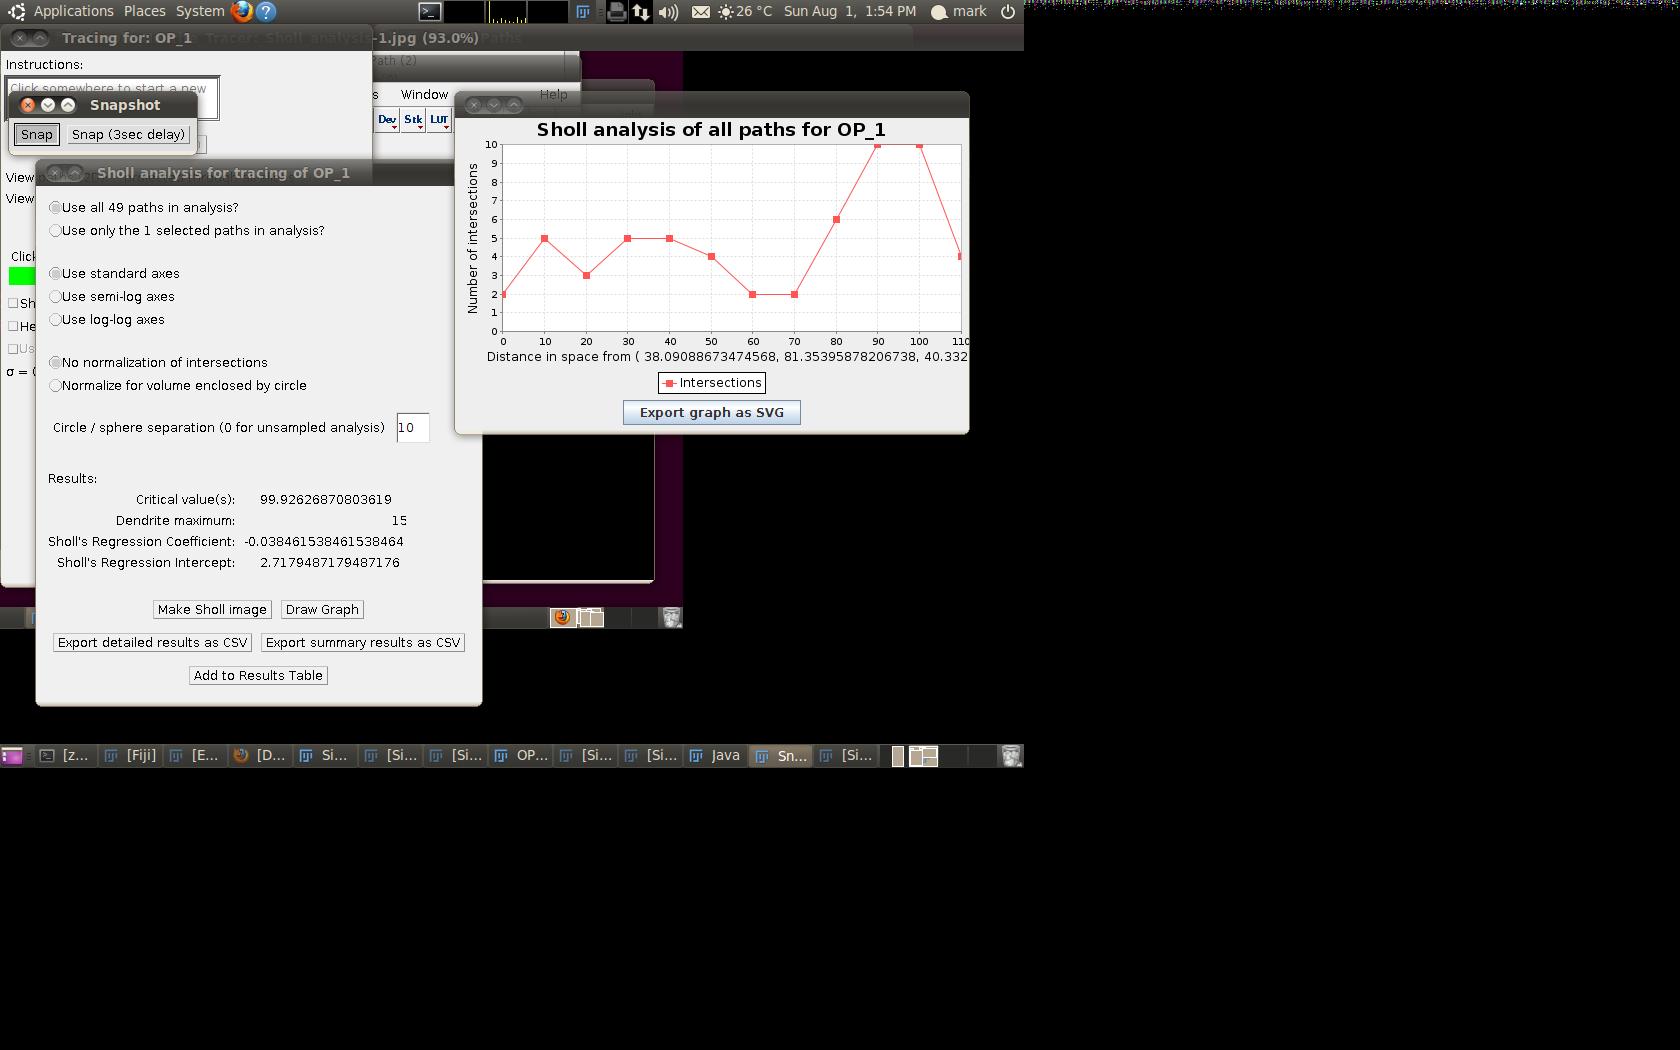 Applications Places System 26 °C Sun Aug 1, 1:54 PM mark
Tracing for: OP_1 Tracer: Sholl analysis-1.jpg (93.0%) Paths
Instructions:
Path (2)
Click somewhere to start a new
s Window Help
Snapshot
Snap Snap (3sec delay)
Dev Stk LUT
View
View
Click
Sh
He
Us
σ = (
Sholl analysis for tracing of OP_1
Use all 49 paths in analysis?
Use only the 1 selected paths in analysis?
Use standard axes
Use semi-log axes
Use log-log axes
No normalization of intersections
Normalize for volume enclosed by circle
Circle / sphere separation (0 for unsampled analysis) 10
Results:
Critical value(s): 99.92626870803619
Dendrite maximum: 15
Sholl's Regression Coefficient: -0.038461538461538464
Sholl's Regression Intercept: 2.7179487179487176
Make Sholl image Draw Graph
Export detailed results as CSV Export summary results as CSV
Add to Results Table
Sholl analysis of all paths for OP_1
Number of intersections
10
9
8
7
6
5
4
3
2
1
0
0 10 20 30 40 50 60 70 80 90 100 110
Distance in space from ( 38.09088673474568, 81.35395878206738, 40.332
Intersections
Export graph as SVG
[z... [Fiji] [E... [D... Si... [Si... [Si... OP... [Si... [Si... Java Sn... [Si...